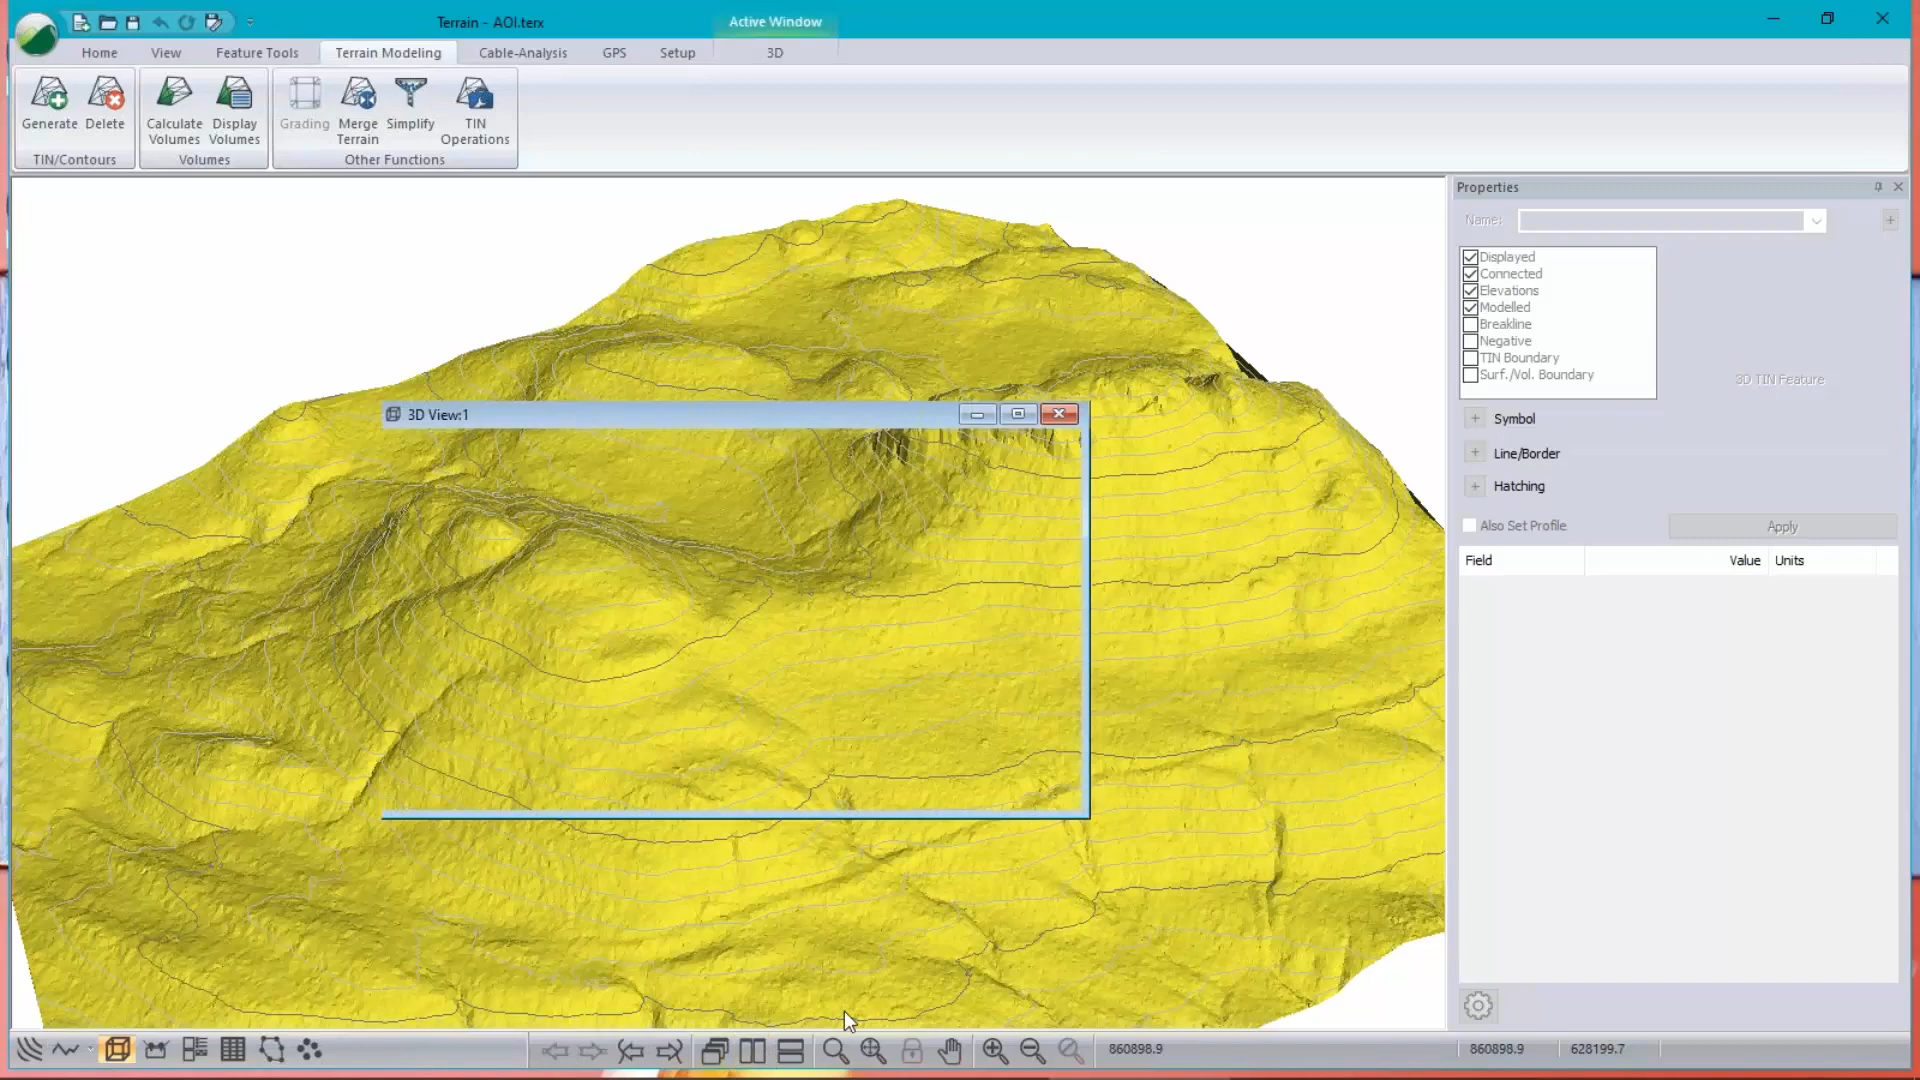 Terrain - AOI.terx
Active Window
Home View Feature Tools Terrain Modeling Cable-Analysis GPS Setup 3D
Generate Delete Calculate Volumes Display Volumes Grading Merge Terrain Simplify TIN Operations
TIN/Contours Volumes Other Functions
Properties
Name:
Displayed
Connected
Elevations
Modelled
Breakline
Negative
TIN Boundary
Surf./Vol. Boundary
3D TIN Feature
3D View:1
Symbol
Line/Border
Hatching
Also Set Profile Apply
Field Value Units
860898.9 860898.9 628199.7